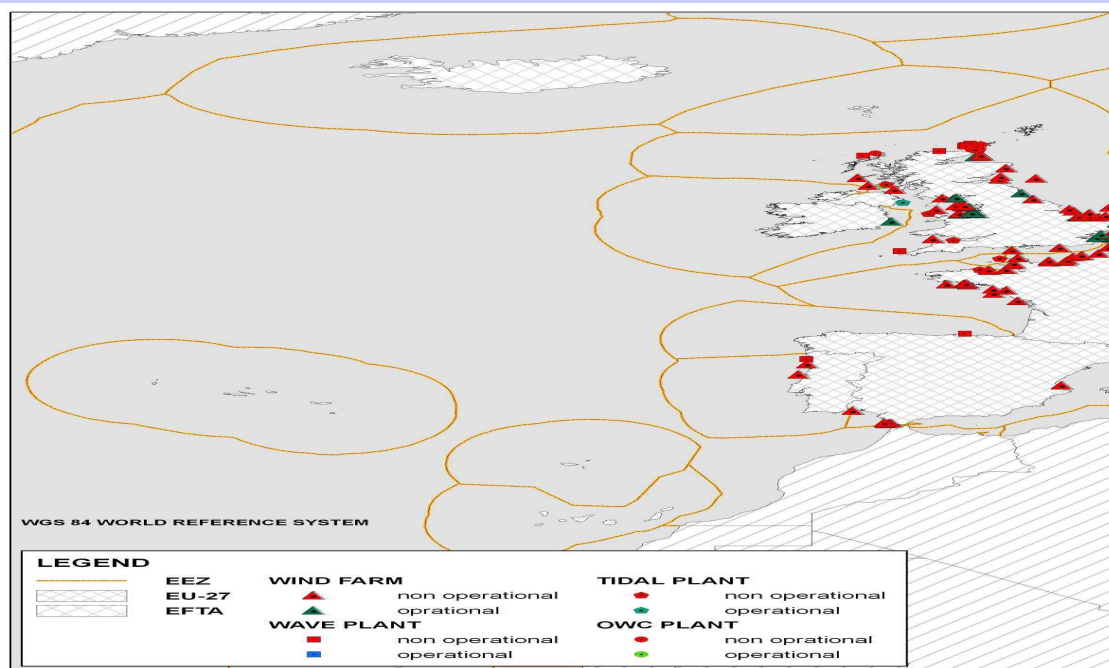 WGS 84 WORLD REFERENCE SYSTEM
LEGEND
EEZ
EU-27
EFTA
WIND FARM
non operational
oprational
WAVE PLANT
non operational
operational
TIDAL PLANT
non operational
operational
OWC PLANT
non oprational
operational